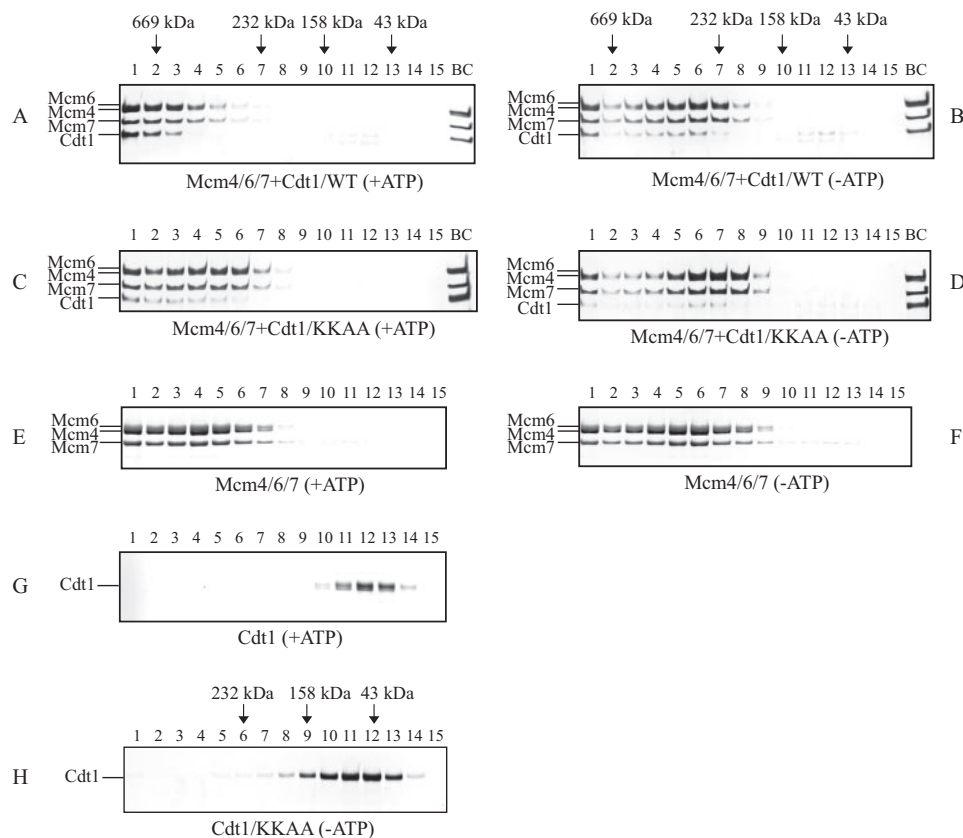 669 kDa 232 kDa 158 kDa 43 kDa
1 2 3 4 5 6 7 8 9 10 11 12 13 14 15 BC
A
Mcm6
Mcm4
Mcm7
Cdt1
Mcm4/6/7+Cdt1/WT (+ATP)
669 kDa 232 kDa 158 kDa 43 kDa
1 2 3 4 5 6 7 8 9 10 11 12 13 14 15 BC
Mcm6
Mcm4
Mcm7
Cdt1
B
Mcm4/6/7+Cdt1/WT (-ATP)
1 2 3 4 5 6 7 8 9 10 11 12 13 14 15 BC
C
Mcm6
Mcm4
Mcm7
Cdt1
Mcm4/6/7+Cdt1/KKAA (+ATP)
1 2 3 4 5 6 7 8 9 10 11 12 13 14 15 BC
Mcm6
Mcm4
Mcm7
Cdt1
D
Mcm4/6/7+Cdt1/KKAA (-ATP)
1 2 3 4 5 6 7 8 9 10 11 12 13 14 15
E
Mcm6
Mcm4
Mcm7
Mcm4/6/7 (+ATP)
1 2 3 4 5 6 7 8 9 10 11 12 13 14 15
Mcm6
Mcm4
Mcm7
F
Mcm4/6/7 (-ATP)
1 2 3 4 5 6 7 8 9 10 11 12 13 14 15
G
Cdt1
Cdt1 (+ATP)
232 kDa 158 kDa 43 kDa
1 2 3 4 5 6 7 8 9 10 11 12 13 14 15
H
Cdt1
Cdt1/KKAA (-ATP)